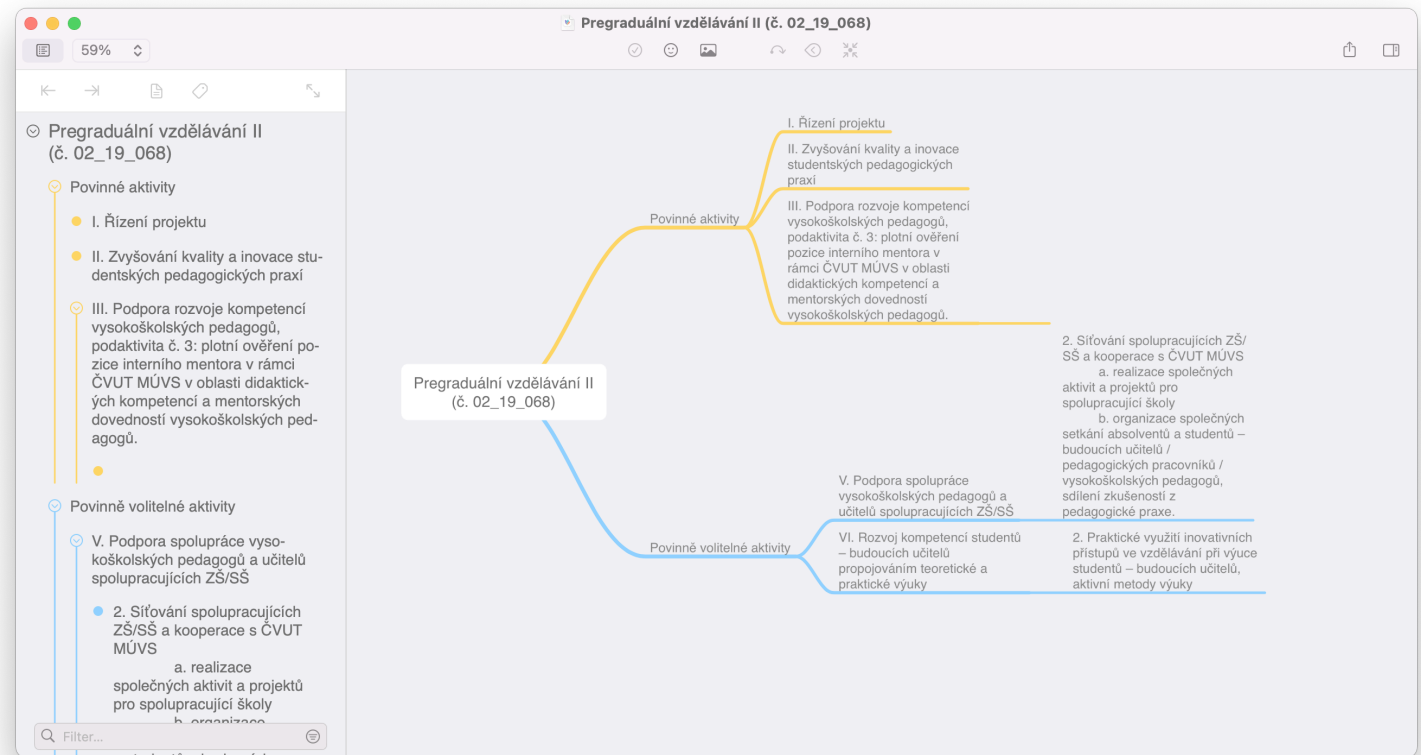 Pregraduální vzdělávání II (č. 02_19_068)
59%
Pregraduální vzdělávání II
(č. 02_19_068)
Povinné aktivity
I. Řízení projektu
II. Zvyšování kvality a inovace stu-
dentských pedagogických praxí
III. Podpora rozvoje kompetencí
vysokoškolských pedagogů,
podaktivita č. 3: plotní ověření po-
zice interního mentora v rámci
ČVUT MÚVS v oblasti didaktick-
ých kompetencí a mentorských
dovedností vysokoškolských ped-
agogů.
Povinně volitelné aktivity
V. Podpora spolupráce vyso-
koškolských pedagogů a učitelů
spolupracujících ZŠ/SŠ
2. Síťování spolupracujících
ZŠ/SŠ a kooperace s ČVUT
MÚVS
a. realizace
společných aktivit a projektů
pro spolupracující školy
b. organizace
Filter...
I. Řízení projektu
II. Zvyšování kvality a inovace
studentských pedagogických
praxí
Povinné aktivity
III. Podpora rozvoje kompetencí
vysokoškolských pedagogů,
podaktivita č. 3: plotní ověření
pozice interního mentora v
rámci ČVUT MÚVS v oblasti
didaktických kompetencí a
mentorských dovedností
vysokoškolských pedagogů.
Pregraduální vzdělávání II
(č. 02_19_068)
2. Síťování spolupracujících ZŠ/
SŠ a kooperace s ČVUT MÚVS
a. realizace společných
aktivit a projektů pro
spolupracující školy
b. organizace společných
setkání absolventů a studentů –
budoucích učitelů /
pedagogických pracovníků /
vysokoškolských pedagogů,
sdílení zkušeností z
pedagogické praxe.
V. Podpora spolupráce
vysokoškolských pedagogů a
učitelů spolupracujících ZŠ/SŠ
Povinně volitelné aktivity
VI. Rozvoj kompetencí studentů
– budoucích učitelů
propojováním teoretické a
praktické výuky
2. Praktické využití inovativních
přístupů ve vzdělávání při výuce
studentů – budoucích učitelů,
aktivní metody výuky